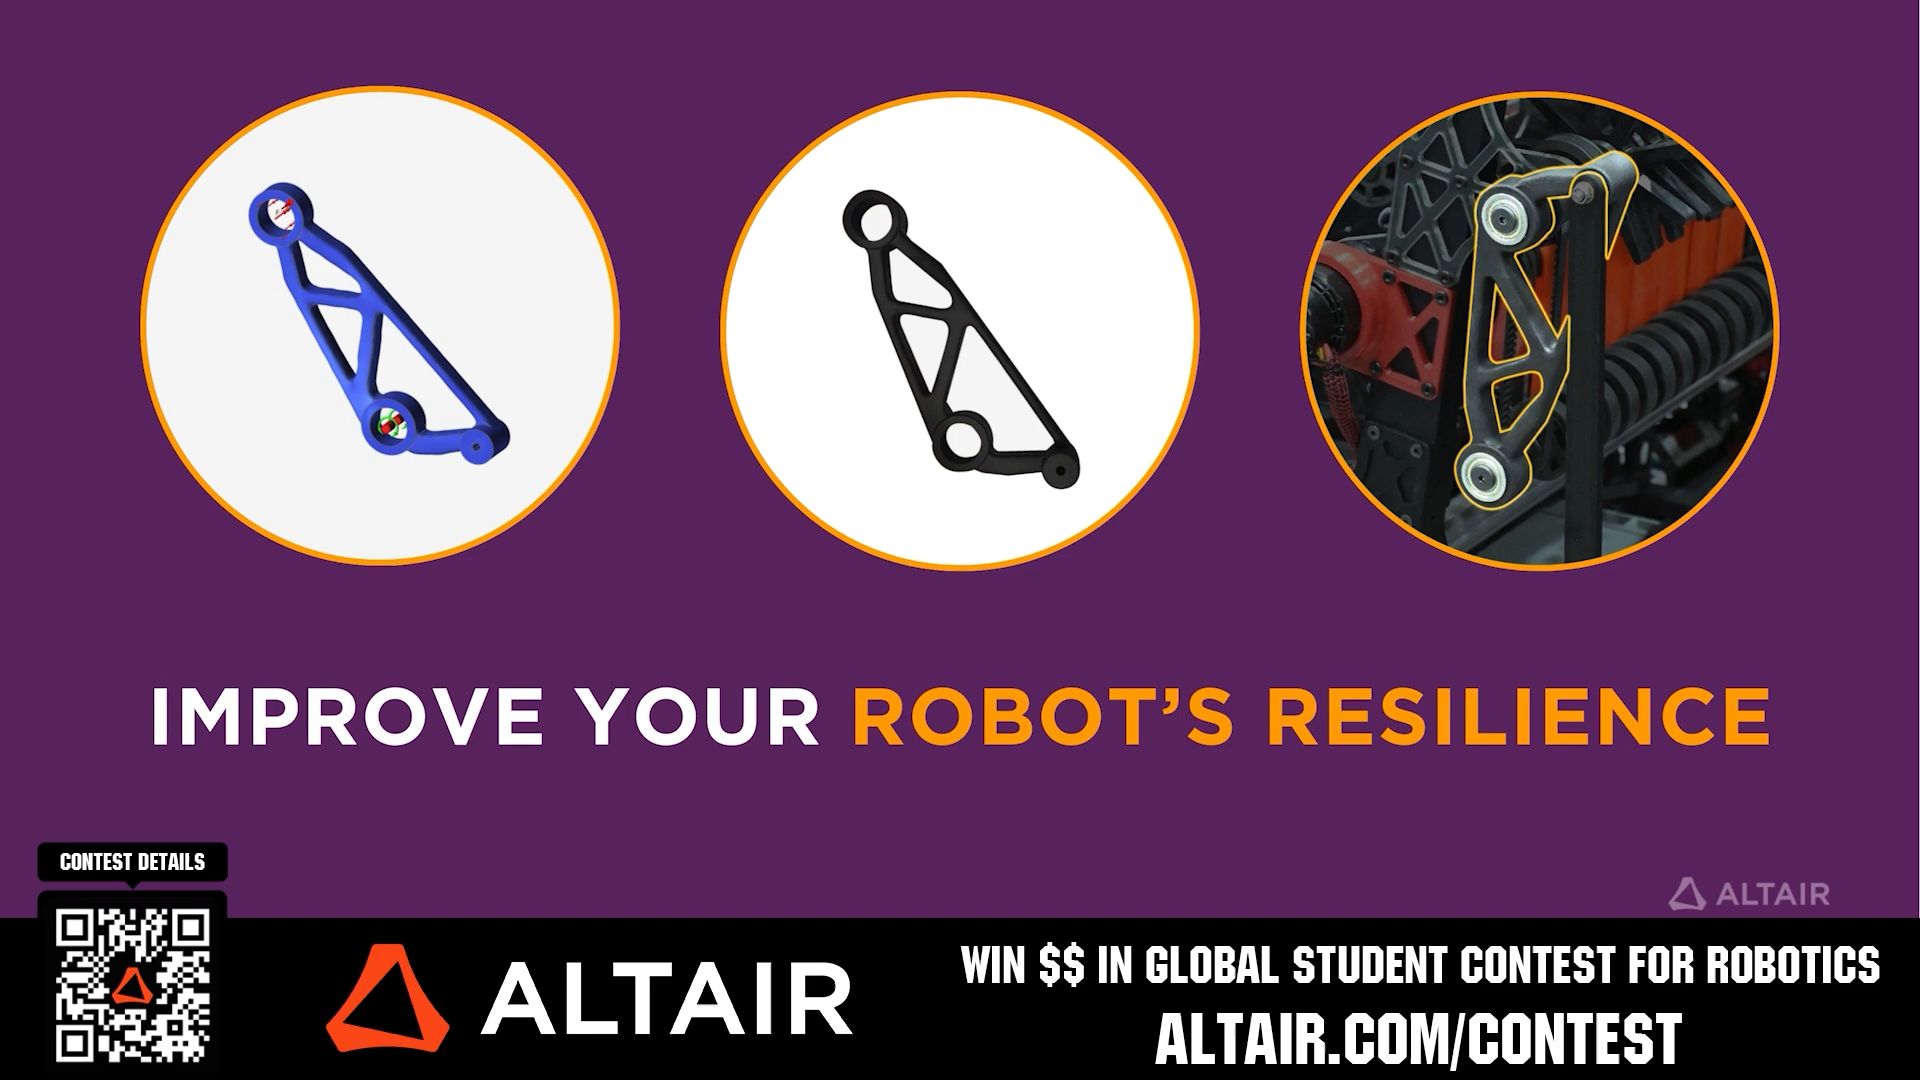 IMPROVE YOUR ROBOT'S RESILIENCE
CONTEST DETAILS
ALTAIR
ALTAIR
WIN $$ IN GLOBAL STUDENT CONTEST FOR ROBOTICS
ALTAIR.COM/CONTEST